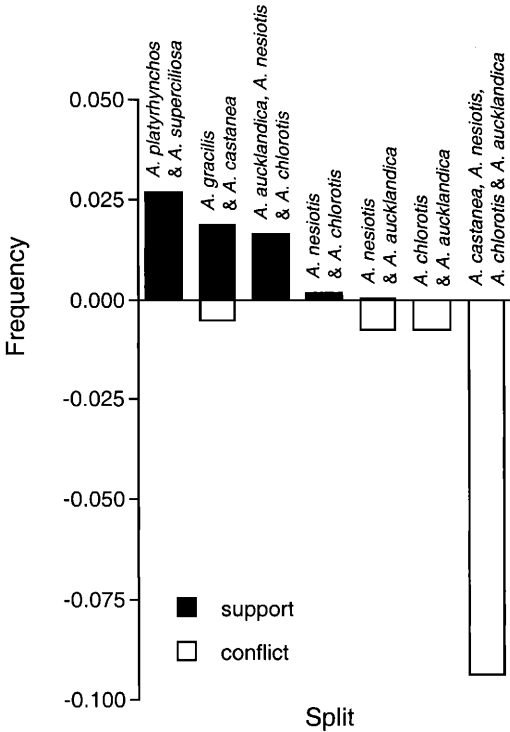 A. platyrhynchos
& A. superciliosa
A. gracilis
& A. castanea
A. aucklandica, A. nesiotis
& A. chlorotis
A. nesiotis
& A. chlorotis
A. nesiotis
& A. aucklandica
A. chlorotis
& A. aucklandica
A. castanea, A. nesiotis,
A. chlorotis & A. aucklandica
Frequency
0.050
0.025
0.000
-0.025
-0.050
-0.075
-0.100
support
conflict
Split